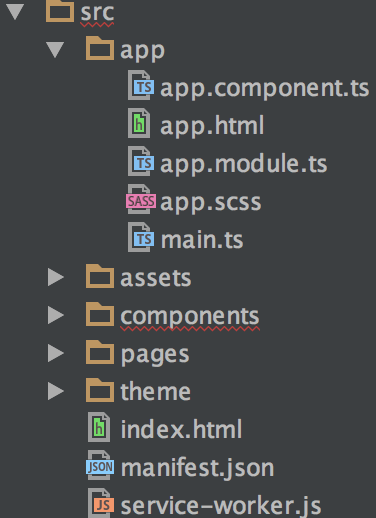 src
app
TS app.component.ts
h app.html
TS app.module.ts
SASS app.scss
TS main.ts
assets
components
pages
theme
h index.html
JSON manifest.json
JS service-worker.js